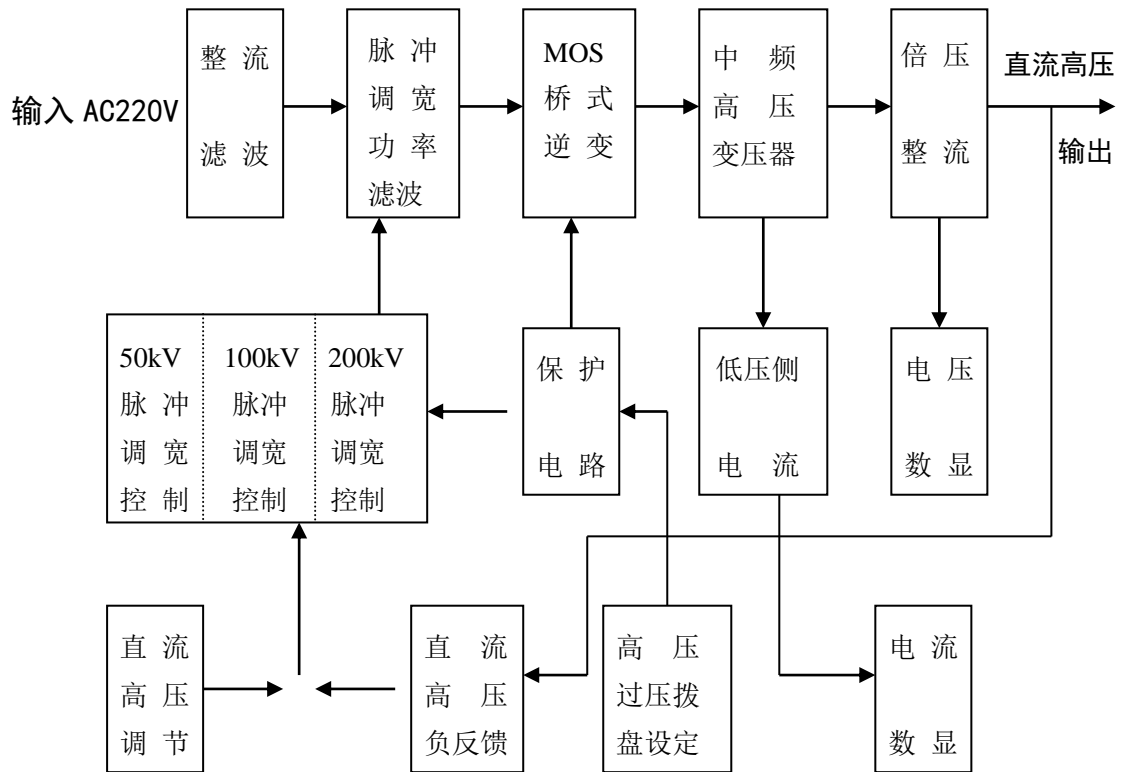 输入 AC220V
整 流
滤 波
脉 冲
调 宽
功 率
滤波
MOS
桥 式
逆 变
中 频
高 压
变压器
倍 压
整 流
直流高压
输出
50kV
脉 冲
调 宽
控 制
100kV
脉冲
调宽
控制
200kV
脉冲
调宽
控制
保 护
电 路
低压侧
电 流
电 压
数 显
直 流
高 压
调 节
直 流
高 压
负反馈
高 压
过压拨
盘设定
电 流
数 显